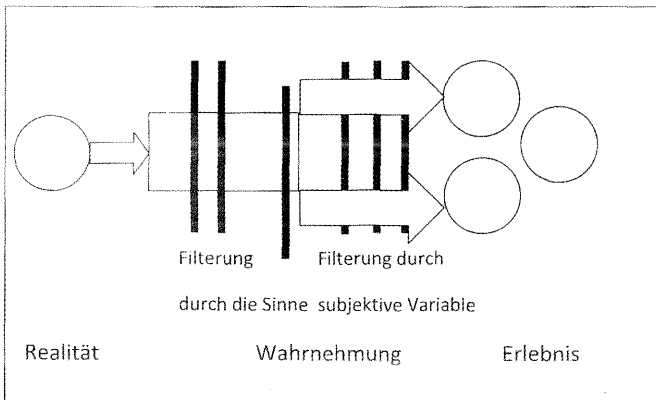 Filterung Filterung durch
durch die Sinne subjektive Variable
Realität Wahrnehmung Erlebnis